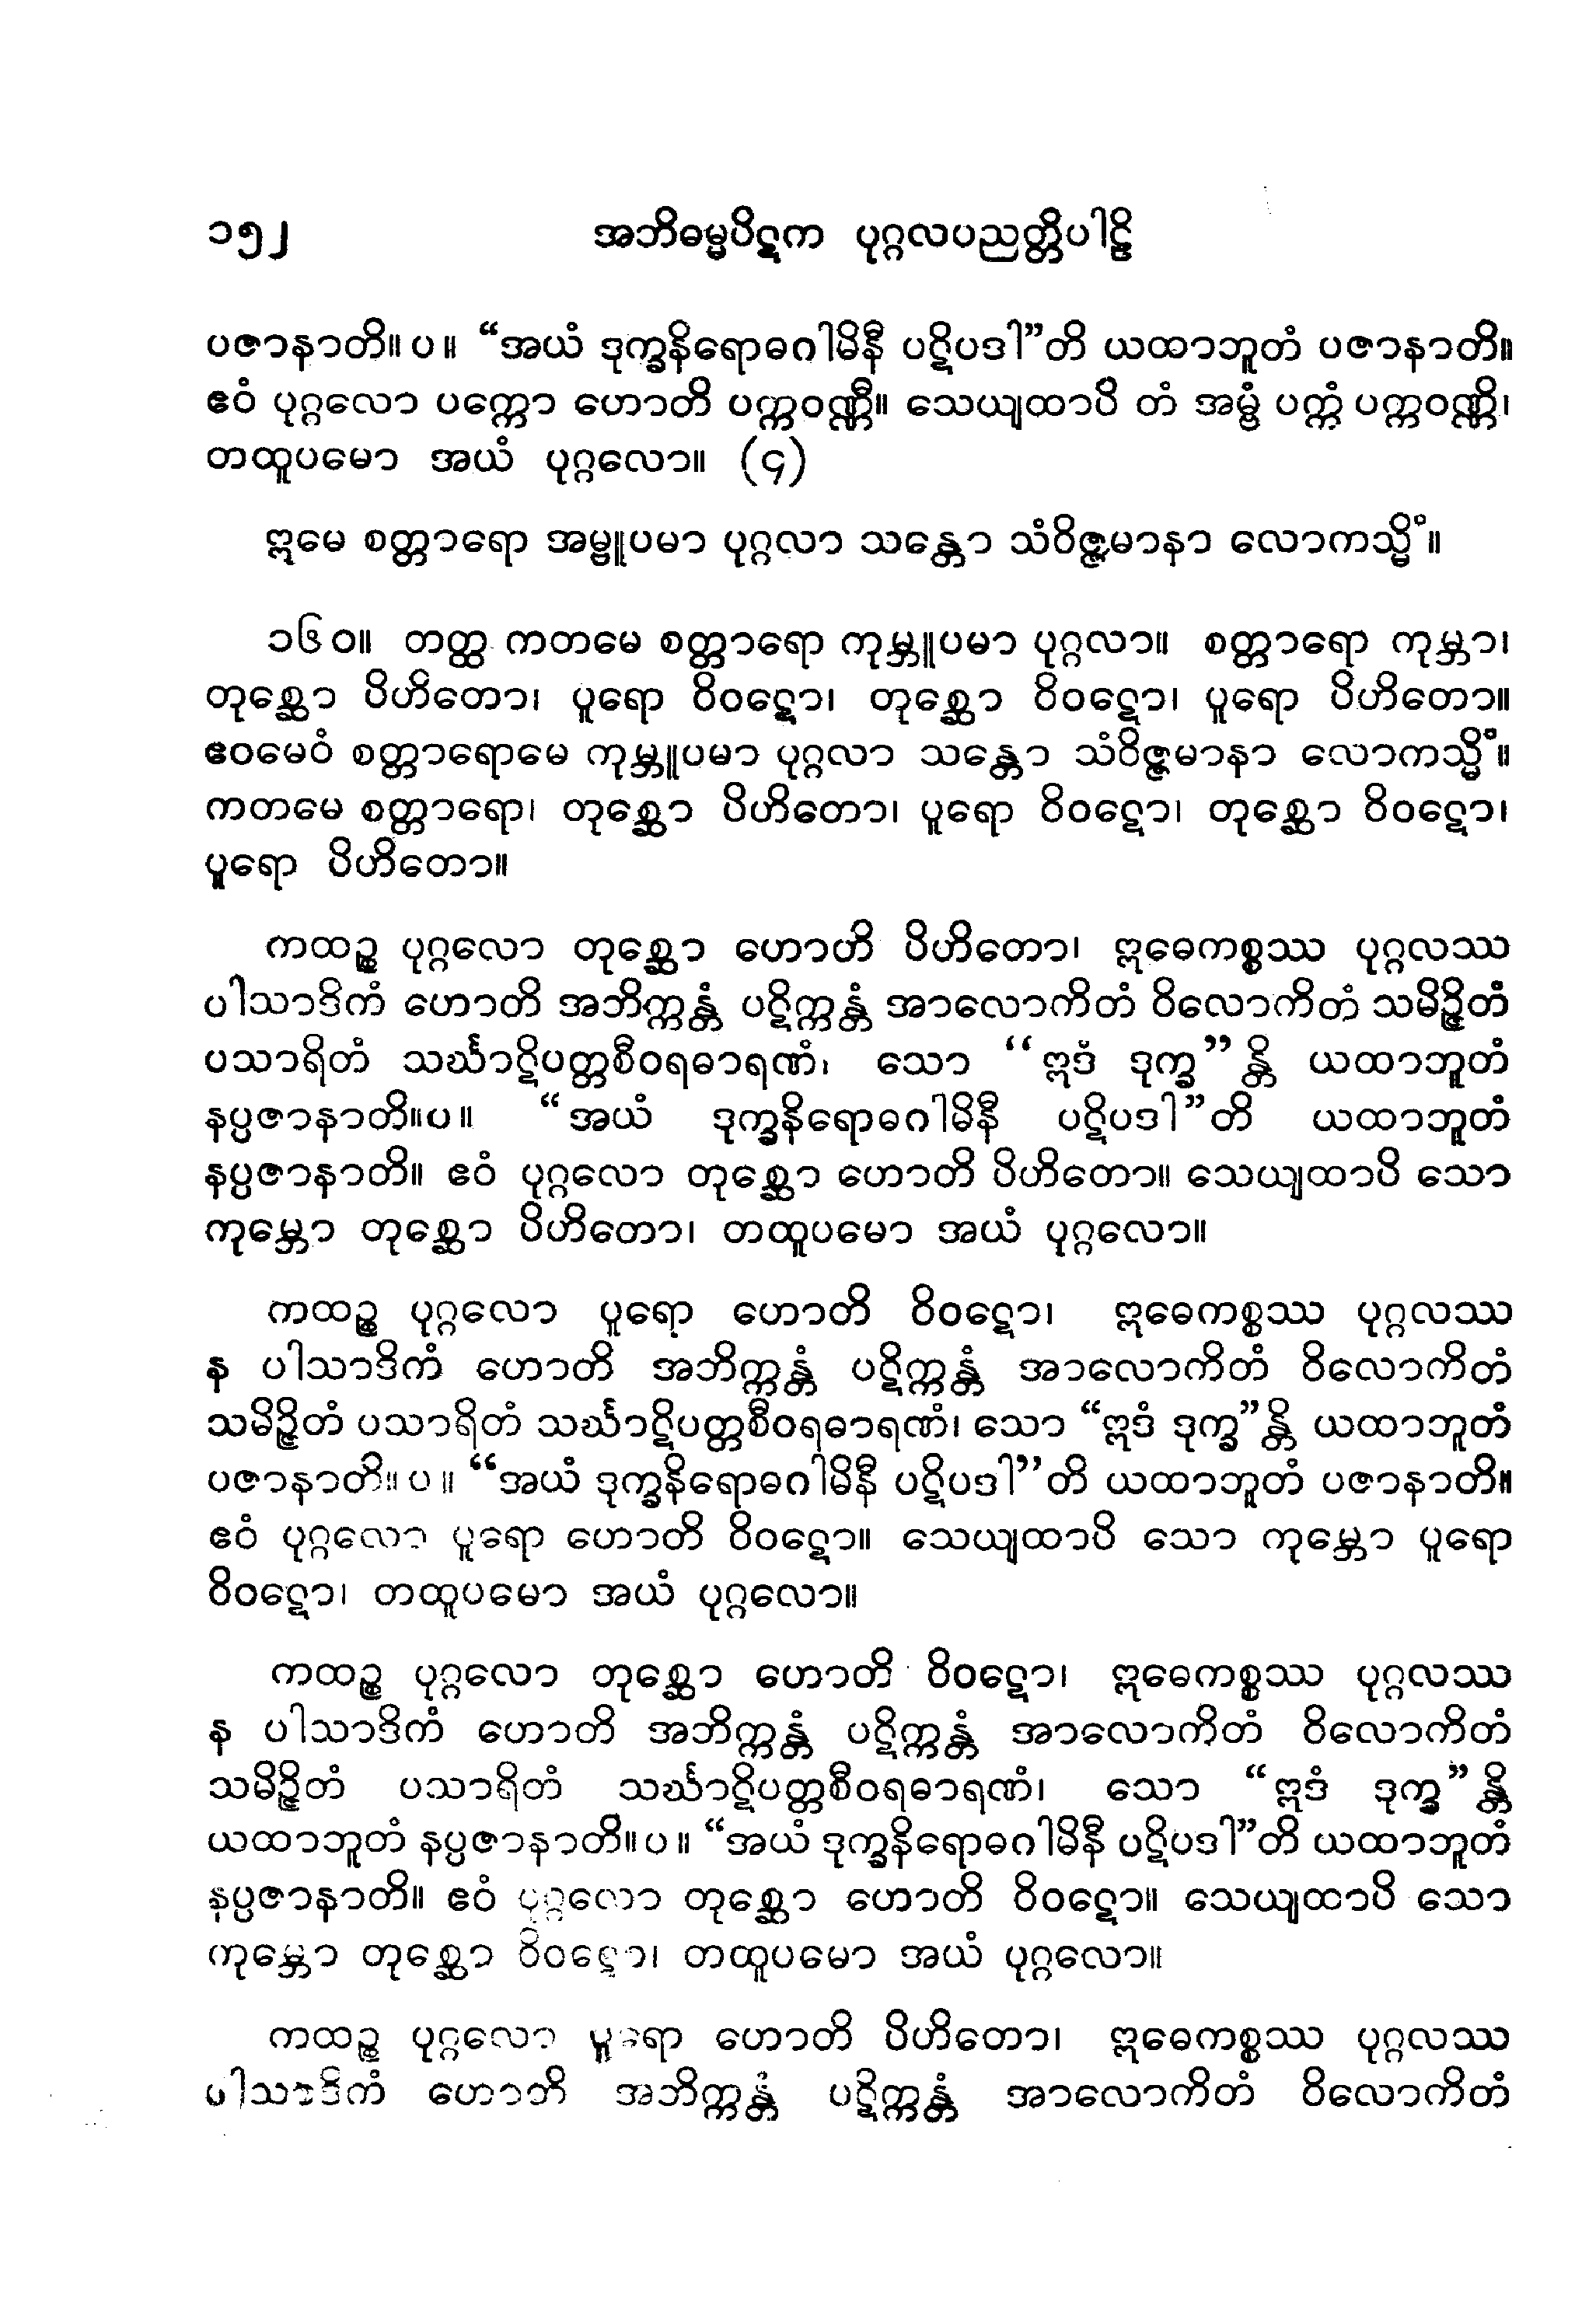 ၁၅၂ အဘိဓမ္မပိဋက ပုဂ္ဂလပညတ္တိပါဠိ
ပဇာနာတိ။ ပ ။ “အယံ ဒုက္ခနိရောဓဂါမိနီ ပဋိပဒါ”တိ ယထာဘူတံ ပဇာနာတိ။
ဧဝံ ပုဂ္ဂလော ပက္ကော ဟောတိ ပက္ကဝဏ္ဏီ။ သေယျထာပိ တံ အမ္ဗံ ပက္ကံ ပက္ကဝဏ္ဏိ၊
တထူပမော အယံ ပုဂ္ဂလော။ (၄)
ဣမေ စတ္တာရော အမ္ဗူပမာ ပုဂ္ဂလာ သန္တော သံဝိဇ္ဇမာနာ လောကသ္မိံ။
၁၆၀။ တတ္ထ ကတမေ စတ္တာရော ကုမ္ဘူပမာ ပုဂ္ဂလာ။ စတ္တာရော ကုမ္ဘာ၊
တုစ္ဆော ပိဟိတော၊ ပူရော ဝိဝဋော၊ တုစ္ဆော ဝိဝဋော၊ ပူရော ပိဟိတော။
ဧဝမေဝံ စတ္တာရောမေ ကုမ္ဘူပမာ ပုဂ္ဂလာ သန္တော သံဝိဇ္ဇမာနာ လောကသ္မိံ။
ကတမေ စတ္တာရော၊ တုစ္ဆော ပိဟိတော၊ ပူရော ဝိဝဋော၊ တုစ္ဆော ဝိဝဋော၊
ပူရော ပိဟိတော။
ကထဉ္စ ပုဂ္ဂလော တုစ္ဆော ဟောတိ ပိဟိတော၊ ဣဓေကစ္စဿ ပုဂ္ဂလဿ
ပါသာဒိကံ ဟောတိ အဘိက္ကန္တံ ပဋိက္ကန္တံ အာလောကိတံ ဝိလောကိတံ သမိဉ္ဇိတံ
ပသာရိတံ သင်္ဃာဋိပတ္တစီဝရဓာရဏံ၊ သော “ဣဒံ ဒုက္ခ”န္တိ ယထာဘူတံ
နပ္ပဇာနာတိ။ပ။ “အယံ ဒုက္ခနိရောဓဂါမိနီ ပဋိပဒါ”တိ ယထာဘူတံ
နပ္ပဇာနာတိ။ ဧဝံ ပုဂ္ဂလော တုစ္ဆော ဟောတိ ပိဟိတော။ သေယျထာပိ သော
ကုမ္ဘော တုစ္ဆော ပိဟိတော၊ တထူပမော အယံ ပုဂ္ဂလော။
ကထဉ္စ ပုဂ္ဂလော ပူရော ဟောတိ ဝိဝဋော၊ ဣဓေကစ္စဿ ပုဂ္ဂလဿ
န ပါသာဒိကံ ဟောတိ အဘိက္ကန္တံ ပဋိက္ကန္တံ အာလောကိတံ ဝိလောကိတံ
သမိဉ္ဇိတံ ပသာရိတံ သင်္ဃာဋိပတ္တစီဝရဓာရဏံ၊ သော “ဣဒံ ဒုက္ခ”န္တိ ယထာဘူတံ
ပဇာနာတိ။ ပ ။ “အယံ ဒုက္ခနိရောဓဂါမိနီ ပဋိပဒါ”တိ ယထာဘူတံ ပဇာနာတိ။
ဧဝံ ပုဂ္ဂလော ပူရော ဟောတိ ဝိဝဋော။ သေယျထာပိ သော ကုမ္ဘော ပူရော
ဝိဝဋော၊ တထူပမော အယံ ပုဂ္ဂလော။
ကထဉ္စ ပုဂ္ဂလော တုစ္ဆော ဟောတိ ဝိဝဋော၊ ဣဓေကစ္စဿ ပုဂ္ဂလဿ
န ပါသာဒိကံ ဟောတိ အဘိက္ကန္တံ ပဋိက္ကန္တံ အာလောကိတံ ဝိလောကိတံ
သမိဉ္ဇိတံ ပသာရိတံ သင်္ဃာဋိပတ္တစီဝရဓာရဏံ၊ သော “ဣဒံ ဒုက္ခ”န္တိ
ယထာဘူတံ နပ္ပဇာနာတိ။ ပ ။ “အယံ ဒုက္ခနိရောဓဂါမိနီ ပဋိပဒါ”တိ ယထာဘူတံ
နပ္ပဇာနာတိ။ ဧဝံ ပုဂ္ဂလော တုစ္ဆော ဟောတိ ဝိဝဋော။ သေယျထာပိ သော
ကုမ္ဘော တုစ္ဆော ဝိဝဋော၊ တထူပမော အယံ ပုဂ္ဂလော။
ကထဉ္စ ပုဂ္ဂလော ပူရော ဟောတိ ပိဟိတော၊ ဣဓေကစ္စဿ ပုဂ္ဂလဿ
ပါသာဒိကံ ဟောတိ အဘိက္ကန္တံ ပဋိက္ကန္တံ အာလောကိတံ ဝိလောကိတံ